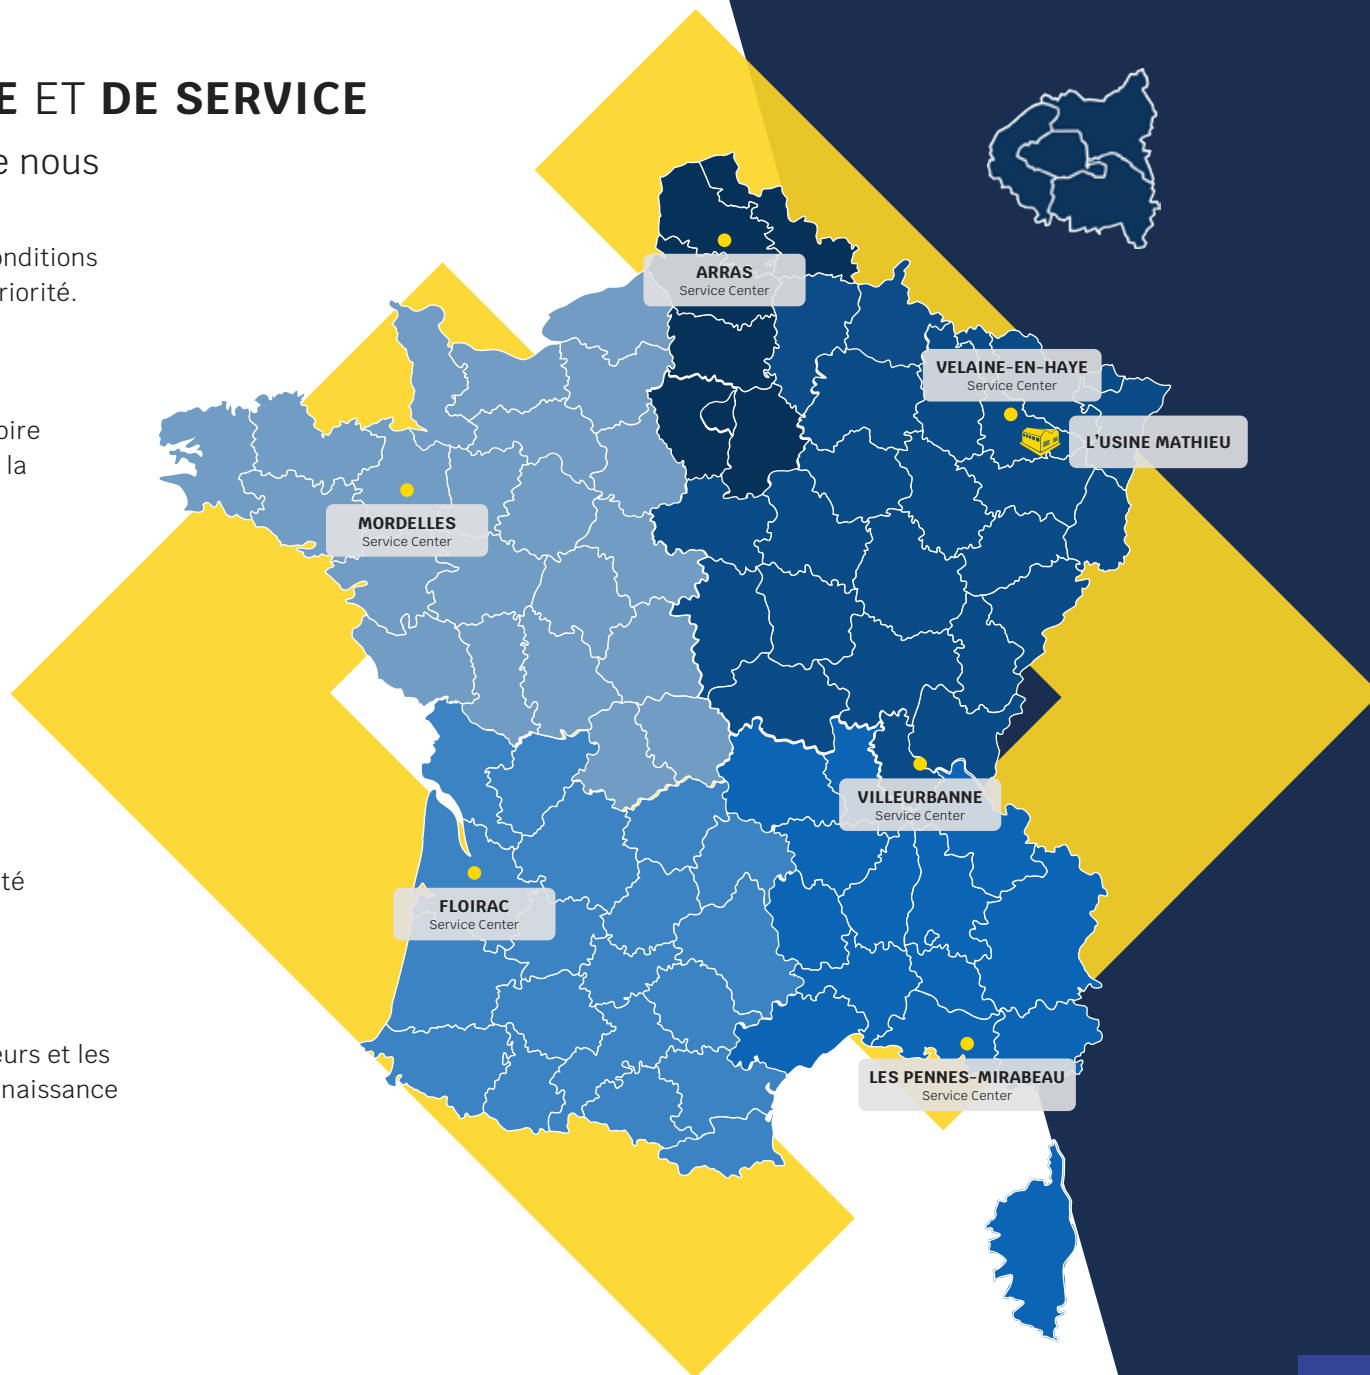 E ET DE SERVICE
e nous
onditions
riorité.
oire
la
té
eurs et les
naissance
ARRAS
Service Center
VELAINE-EN-HAYE
Service Center
L'USINE MATHIEU
MORDELLES
Service Center
VILLEURBANNE
Service Center
FLOIRAC
Service Center
LES PENNES-MIRABEAU
Service Center